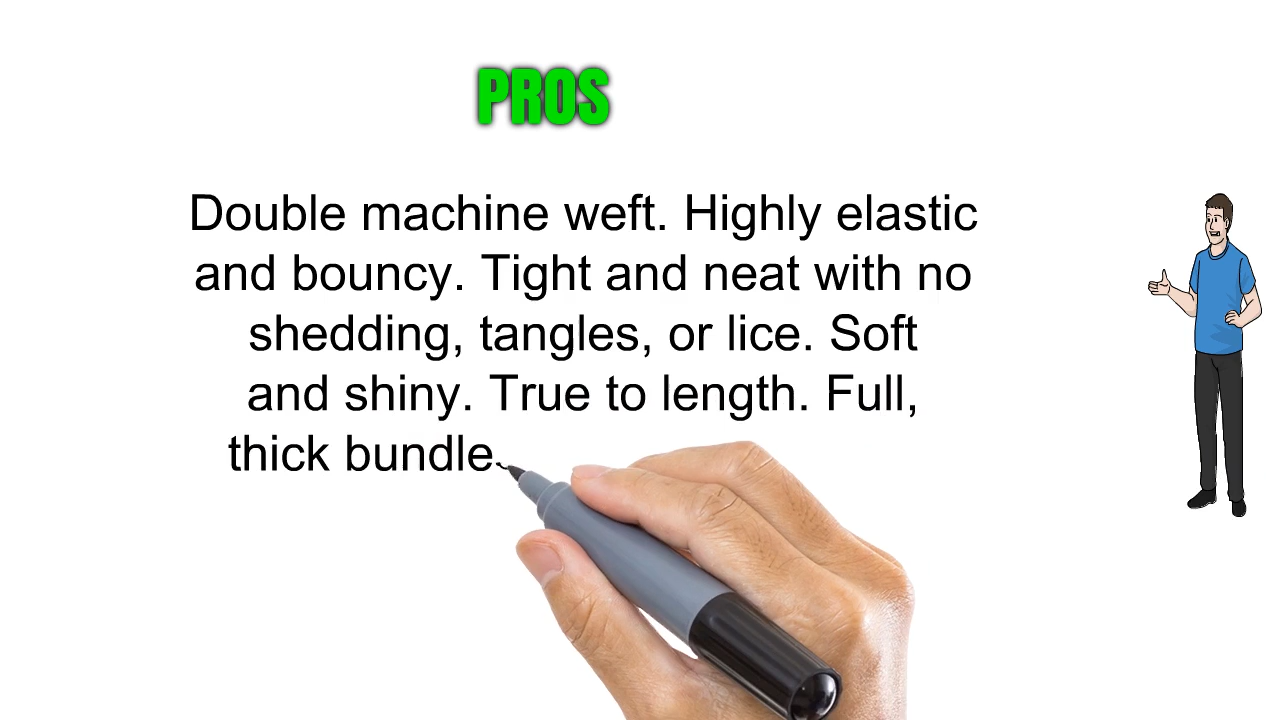 PROS
Double machine weft. Highly elastic
and bouncy. Tight and neat with no
shedding, tangles, or lice. Soft
and shiny. True to length. Full,
thick bundle